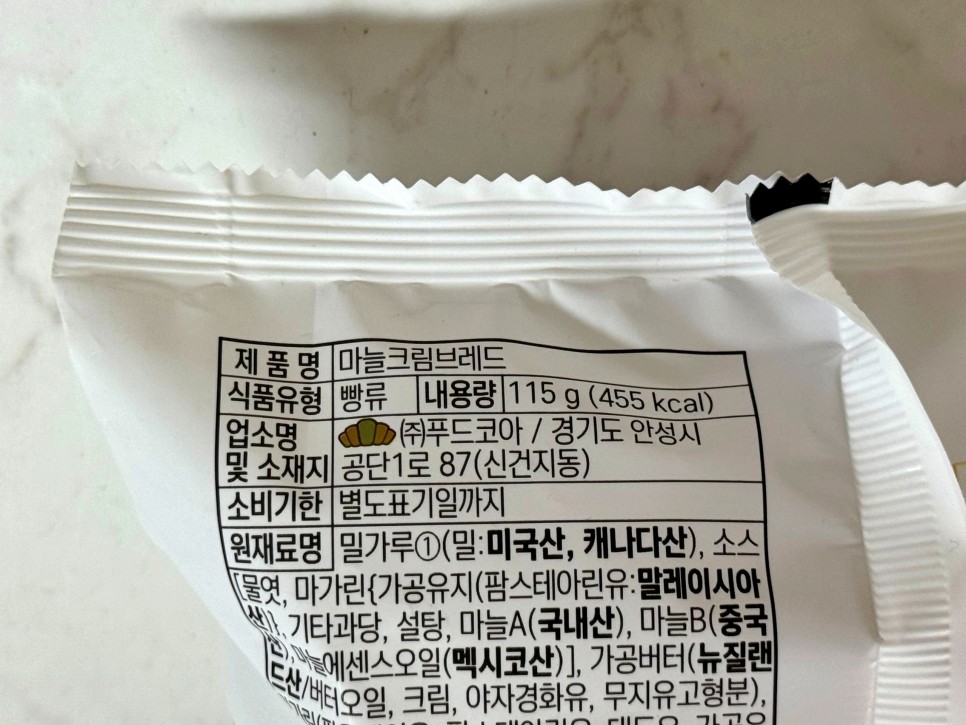 제품명 마늘크림브레드
식품유형 빵류 내용량 115 g (455 kcal)
업소명 및 소재지 ㈜푸드코아 / 경기도 안성시
공단1로 87(신건지동)
소비기한 별도표기일까지
원재료명 밀가루①(밀:미국산, 캐나다산), 소스
[물엿, 마가린{가공유지(팜스테아린유:말레이시아
산)}, 기타과당, 설탕, 마늘A(국내산), 마늘B(중국
산), 마늘에센스오일(멕시코산)], 가공버터(뉴질랜
드산/버터오일, 크림, 야자경화유, 무지유고형분),